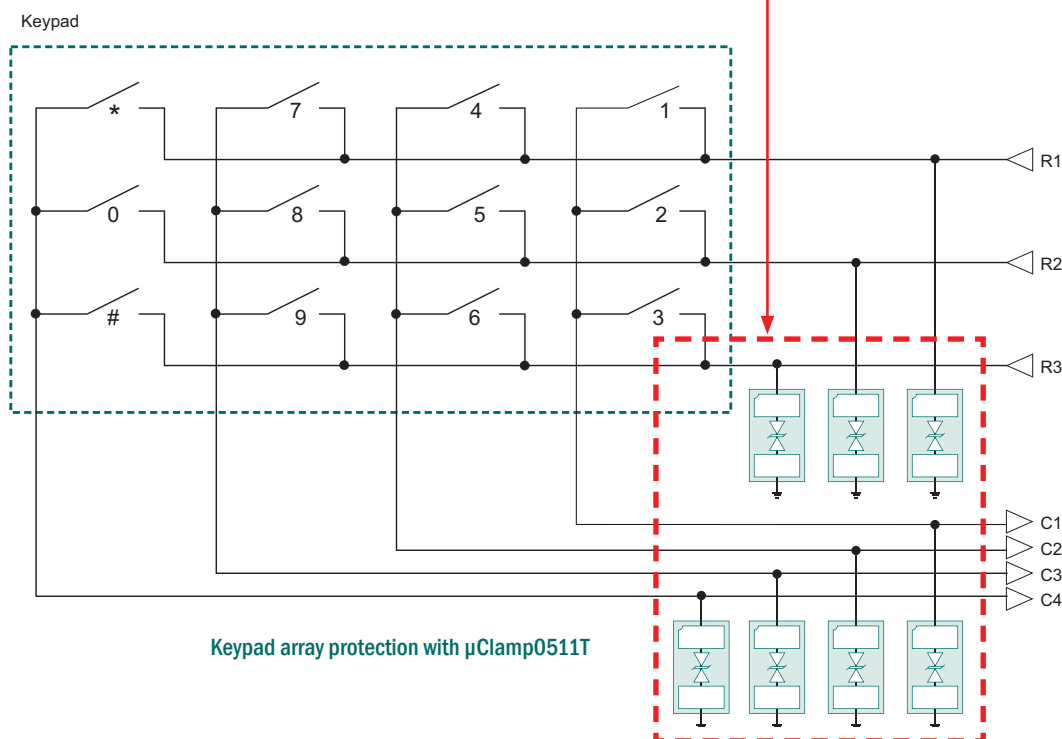 Keypad
* 7 4 1
R1
0 8 5 2
R2
# 9 6 3
R3
C1
C2
C3
C4
Keypad array protection with µClamp0511T